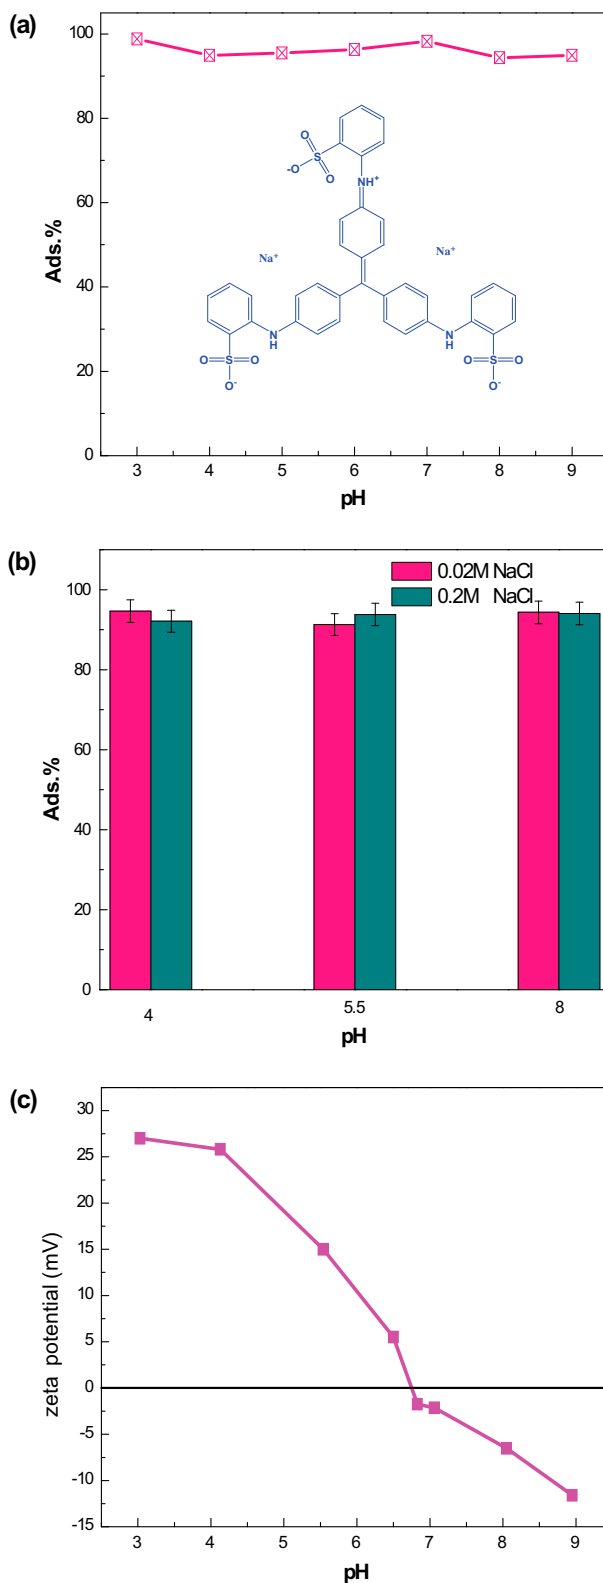 (a)
100
80
60
40
20
0
Ads.%
O
S
O
-O
NH⁺
Na⁺
Na⁺
N
H
N
H
O
S
O
O
S
O
O⁻
O⁻
3 4 5 6 7 8 9
pH
(b)
0.02M NaCl
0.2M NaCl
100
80
60
40
20
0
Ads.%
4 5.5 8
pH
(c)
30
25
20
15
10
5
0
-5
-10
-15
zeta potential (mV)
3 4 5 6 7 8 9
pH